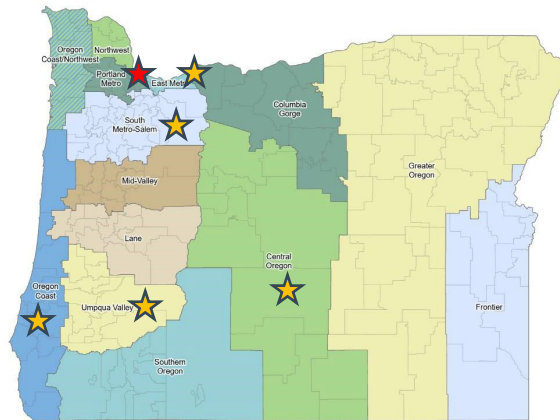 Oregon
Coast/Northwest
Northwest
Portland
Metro
East Metro
Columbia
Gorge
South
Metro-Salem
Greater
Oregon
Mid-Valley
Lane
Central
Oregon
Oregon
Coast
Umpqua Valley
Frontier
Southern
Oregon